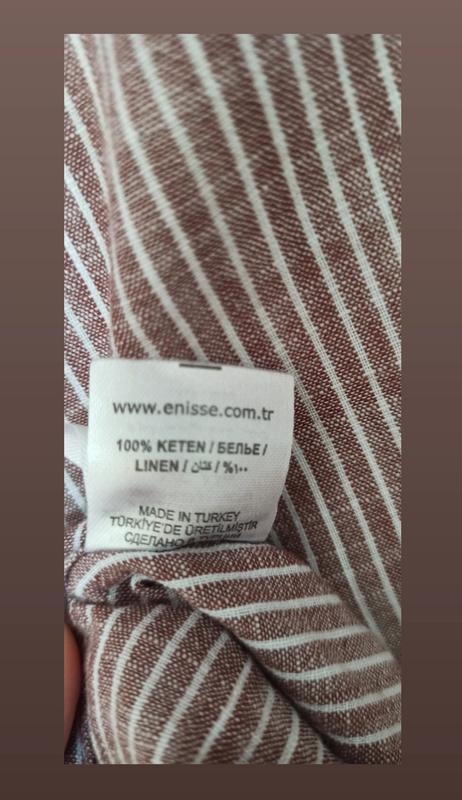 www.enisse.com.tr
100% KETEN / БЕЛЬЕ /
LINEN / كتان / %١٠٠
MADE IN TURKEY
TÜRKİYE'DE ÜRETİLMİŞTİR
СДЕЛАНО